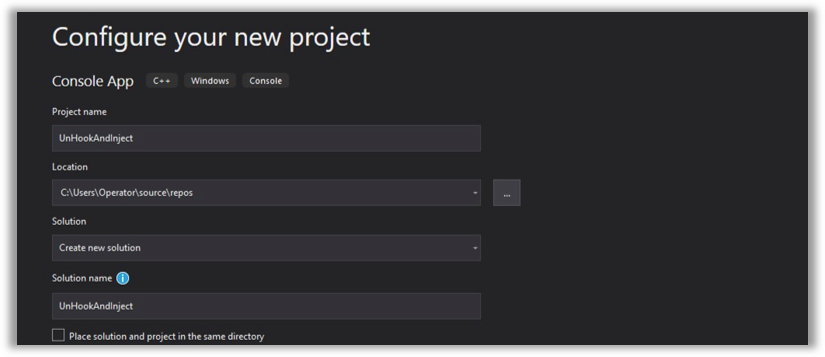 Configure your new project
Console App C++ Windows Console
Project name
UnHookAndInject
Location
C:\Users\Operator\source\repos
...
Solution
Create new solution
Solution name i
UnHookAndInject
Place solution and project in the same directory